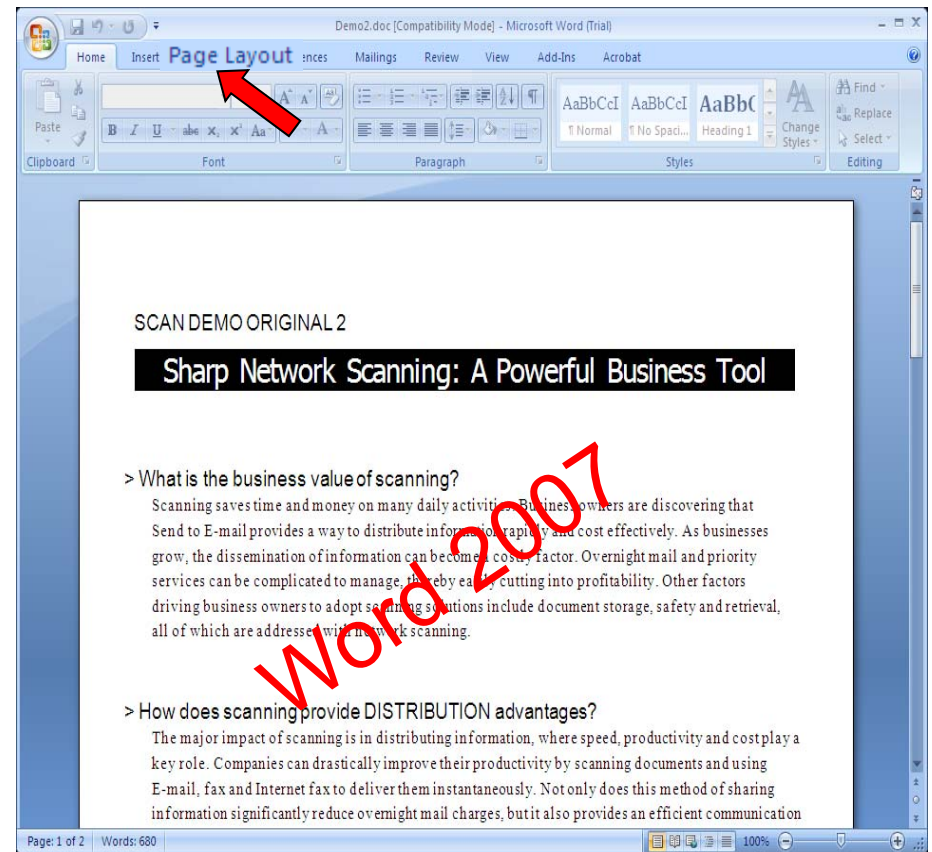 Demo2.doc [Compatibility Mode] - Microsoft Word (Trial)
Home Insert Page Layout ences Mailings Review View Add-Ins Acrobat
Paste
Clipboard
B I U abc x₂ x² Aa A
Font
Paragraph
AaBbCcI AaBbCcI AaBb(
¶ Normal ¶ No Spaci... Heading 1
Change Styles
Styles
Find
Replace
Select
Editing
SCAN DEMO ORIGINAL 2
Sharp Network Scanning: A Powerful Business Tool
> What is the business value of scanning?
Scanning saves time and money on many daily activities. Business owners are discovering that
Send to E-mail provides a way to distribute information rapidly and cost effectively. As businesses
grow, the dissemination of information can become a costly factor. Overnight mail and priority
services can be complicated to manage, thereby easily cutting into profitability. Other factors
driving business owners to adopt scanning solutions include document storage, safety and retrieval,
all of which are addressed with network scanning.
Word 2007
> How does scanning provide DISTRIBUTION advantages?
The major impact of scanning is in distributing information, where speed, productivity and cost play a
key role. Companies can drastically improve their productivity by scanning documents and using
E-mail, fax and Internet fax to deliver them instantaneously. Not only does this method of sharing
information significantly reduce overnight mail charges, but it also provides an efficient communication
Page: 1 of 2 Words: 680 100%